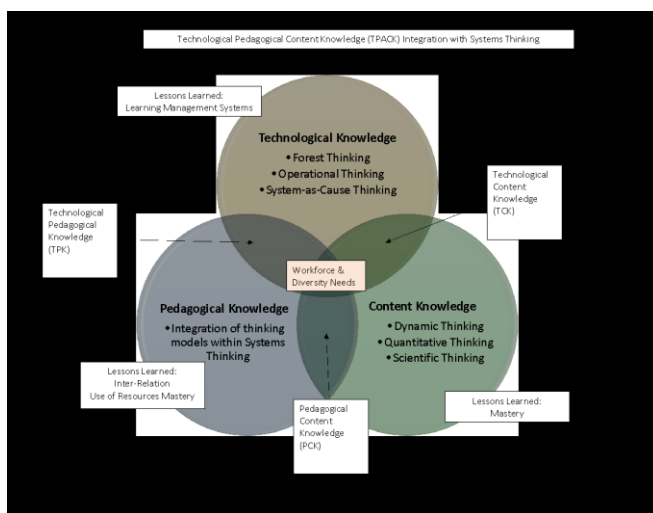 Technological Pedagogical Content Knowledge (TPACK) Integration with Systems Thinking
Lessons Learned:
Learning Management Systems
Technological Knowledge
• Forest Thinking
• Operational Thinking
• System-as-Cause Thinking
Technological
Content
Knowledge
(TCK)
Technological
Pedagogical
Knowledge
(TPK)
Workforce &
Diversity Needs
Pedagogical Knowledge
• Integration of thinking
models within Systems
Thinking
Content Knowledge
• Dynamic Thinking
• Quantitative Thinking
• Scientific Thinking
Lessons Learned:
Inter-Relation
Use of Resources Mastery
Pedagogical
Content
Knowledge
(PCK)
Lessons Learned:
Mastery